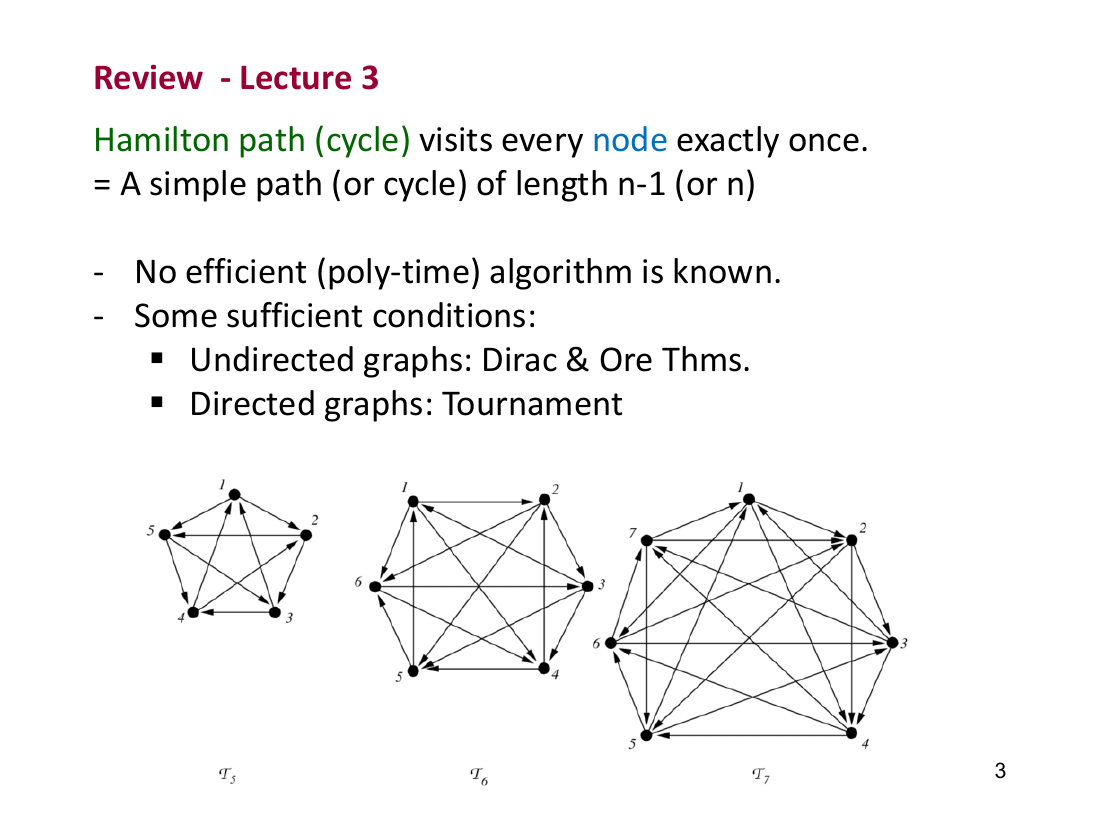 Review - Lecture 3
Hamilton path (cycle) visits every node exactly once.
= A simple path (or cycle) of length n-1 (or n)
- No efficient (poly-time) algorithm is known.
- Some sufficient conditions:
▪ Undirected graphs: Dirac & Ore Thms.
▪ Directed graphs: Tournament
1
2
5
4
3
1
2
6
3
5
4
1
7
2
6
3
5
4
T5
T6
T7
3